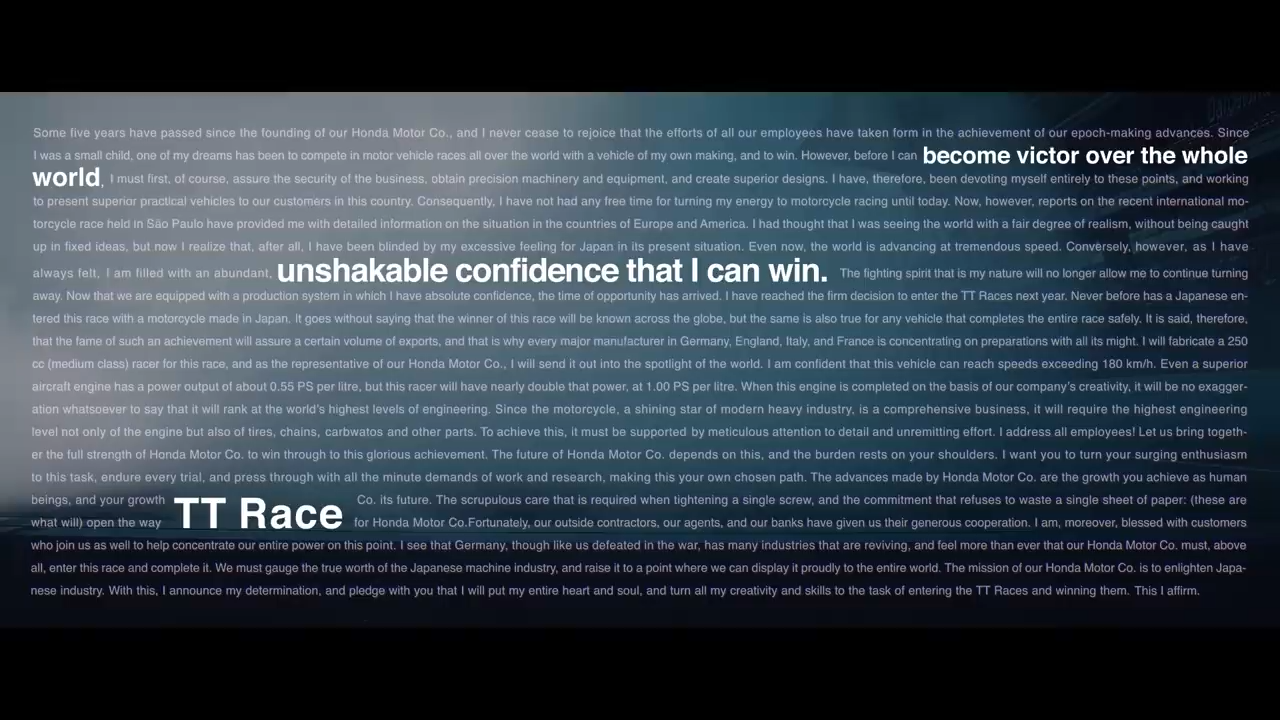 Some five years have passed since the founding of our Honda Motor Co., and I never cease to rejoice that the efforts of all our employees have taken form in the achievement of our epoch-making advances. Since
I was a small child, one of my dreams has been to compete in motor vehicle races all over the world with a vehicle of my own making, and to win. However, before I can become victor over the whole
world, I must first, of course, assure the security of the business, obtain precision machinery and equipment, and create superior designs. I have, therefore, been devoting myself entirely to these points, and working
to present superior practical vehicles to our customers in this country. Consequently, I have not had any free time for turning my energy to motorcycle racing until today. Now, however, reports on the recent international mo-
torcycle race held in São Paulo have provided me with detailed information on the situation in the countries of Europe and America. I had thought that I was seeing the world with a fair degree of realism, without being caught
up in fixed ideas, but now I realize that, after all, I have been blinded by my excessive feeling for Japan in its present situation. Even now, the world is advancing at tremendous speed. Conversely, however, as I have
always felt, I am filled with an abundant, unshakable confidence that I can win. The fighting spirit that is my nature will no longer allow me to continue turning
away. Now that we are equipped with a production system in which I have absolute confidence, the time of opportunity has arrived. I have reached the firm decision to enter the TT Races next year. Never before has a Japanese en-
tered this race with a motorcycle made in Japan. It goes without saying that the winner of this race will be known across the globe, but the same is also true for any vehicle that completes the entire race safely. It is said, therefore,
that the fame of such an achievement will assure a certain volume of exports, and that is why every major manufacturer in Germany, England, Italy, and France is concentrating on preparations with all its might. I will fabricate a 250
cc (medium class) racer for this race, and as the representative of our Honda Motor Co., I will send it out into the spotlight of the world. I am confident that this vehicle can reach speeds exceeding 180 km/h. Even a superior
aircraft engine has a power output of about 0.55 PS per litre, but this racer will have nearly double that power, at 1.00 PS per litre. When this engine is completed on the basis of our company's creativity, it will be no exagger-
ation whatsoever to say that it will rank at the world's highest levels of engineering. Since the motorcycle, a shining star of modern heavy industry, is a comprehensive business, it will require the highest engineering
level not only of the engine but also of tires, chains, carbwatos and other parts. To achieve this, it must be supported by meticulous attention to detail and unremitting effort. I address all employees! Let us bring togeth-
er the full strength of Honda Motor Co. to win through to this glorious achievement. The future of Honda Motor Co. depends on this, and the burden rests on your shoulders. I want you to turn your surging enthusiasm
to this task, endure every trial, and press through with all the minute demands of work and research, making this your own chosen path. The advances made by Honda Motor Co. are the growth you achieve as human
beings, and your growth TT Race Co. its future. The scrupulous care that is required when tightening a single screw, and the commitment that refuses to waste a single sheet of paper: (these are
what will) open the way for Honda Motor Co.Fortunately, our outside contractors, our agents, and our banks have given us their generous cooperation. I am, moreover, blessed with customers
who join us as well to help concentrate our entire power on this point. I see that Germany, though like us defeated in the war, has many industries that are reviving, and feel more than ever that our Honda Motor Co. must, above
all, enter this race and complete it. We must gauge the true worth of the Japanese machine industry, and raise it to a point where we can display it proudly to the entire world. The mission of our Honda Motor Co. is to enlighten Japa-
nese industry. With this, I announce my determination, and pledge with you that I will put my entire heart and soul, and turn all my creativity and skills to the task of entering the TT Races and winning them. This I affirm.